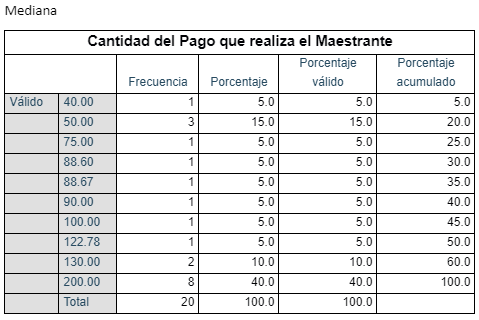 Mediana
Cantidad del Pago que realiza el Maestrante
Frecuencia Porcentaje Porcentaje válido Porcentaje acumulado
Válido 40.00 1 5.0 5.0 5.0
50.00 3 15.0 15.0 20.0
75.00 1 5.0 5.0 25.0
88.60 1 5.0 5.0 30.0
88.67 1 5.0 5.0 35.0
90.00 1 5.0 5.0 40.0
100.00 1 5.0 5.0 45.0
122.78 1 5.0 5.0 50.0
130.00 2 10.0 10.0 60.0
200.00 8 40.0 40.0 100.0
Total 20 100.0 100.0